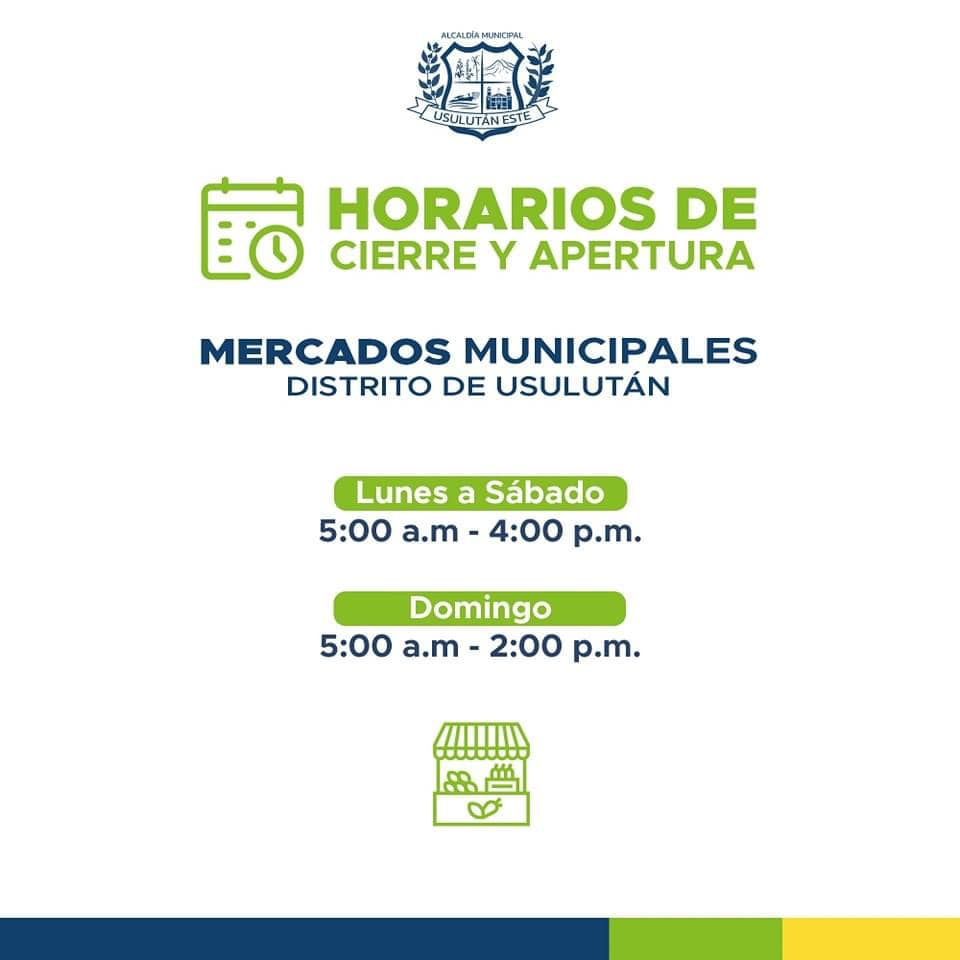 ALCALDÍA MUNICIPAL
USULUTÁN ESTE
HORARIOS DE
CIERRE Y APERTURA
MERCADOS MUNICIPALES
DISTRITO DE USULUTÁN
Lunes a Sábado
5:00 a.m - 4:00 p.m.
Domingo
5:00 a.m - 2:00 p.m.